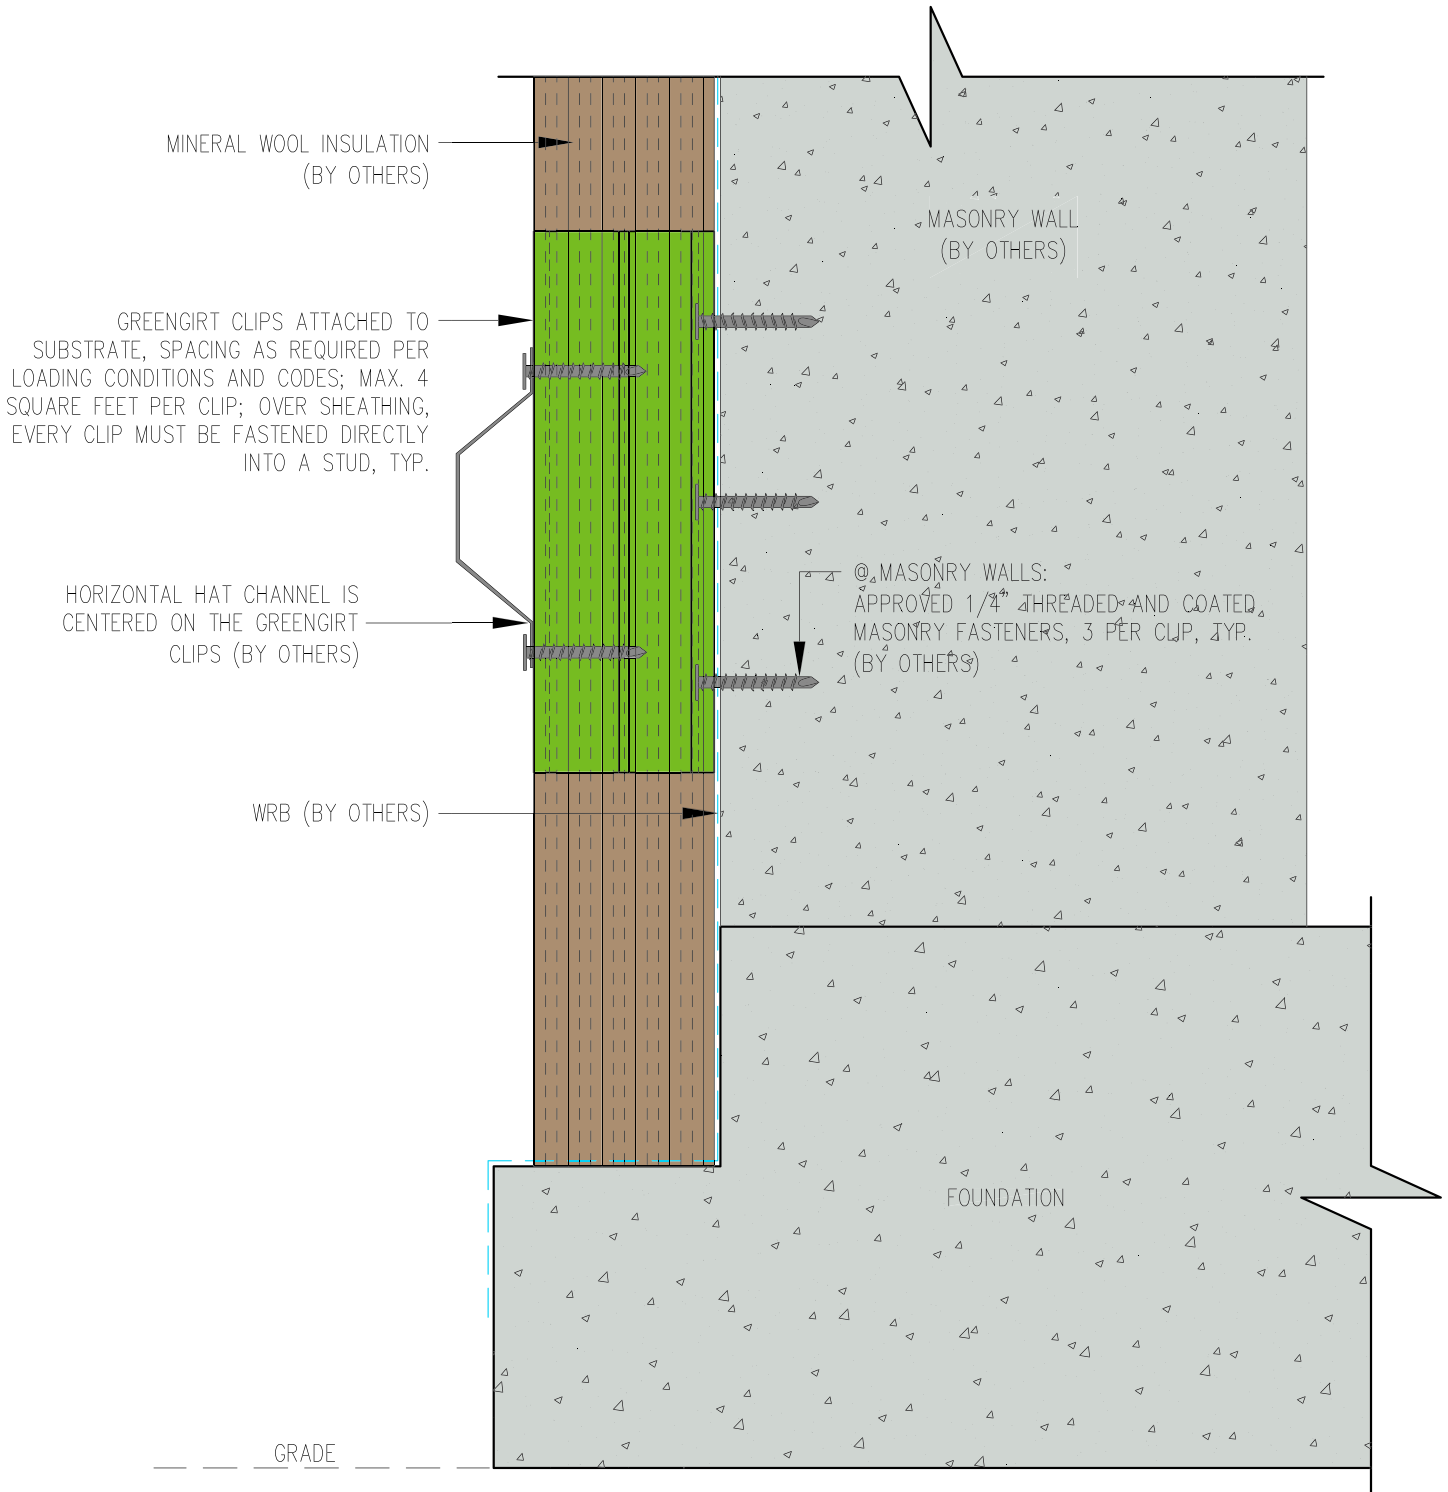 MINERAL WOOL INSULATION
(BY OTHERS)
MASONRY WALL
(BY OTHERS)
GREENGIRT CLIPS ATTACHED TO
SUBSTRATE, SPACING AS REQUIRED PER
LOADING CONDITIONS AND CODES; MAX. 4
SQUARE FEET PER CLIP; OVER SHEATHING,
EVERY CLIP MUST BE FASTENED DIRECTLY
INTO A STUD, TYP.
@ MASONRY WALLS:
APPROVED 1/4" THREADED AND COATED
MASONRY FASTENERS, 3 PER CLIP, TYP.
(BY OTHERS)
HORIZONTAL HAT CHANNEL IS
CENTERED ON THE GREENGIRT
CLIPS (BY OTHERS)
WRB (BY OTHERS)
FOUNDATION
GRADE